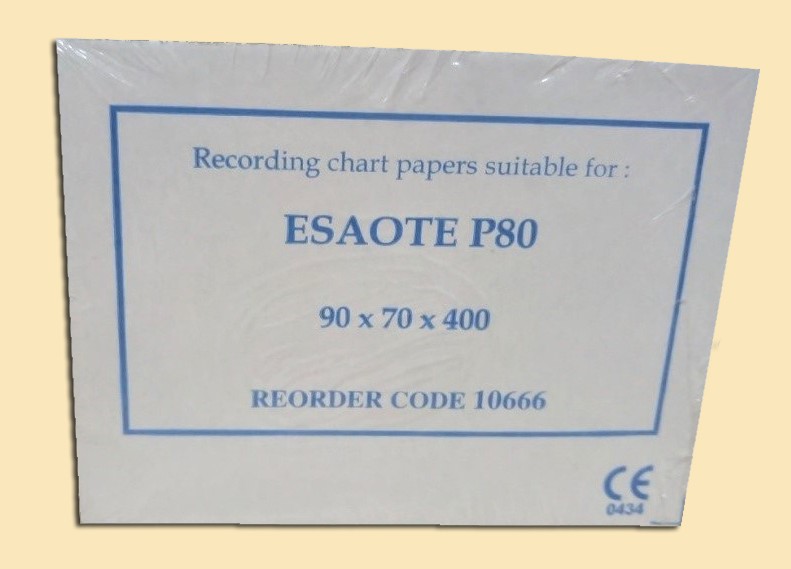 Recording chart papers suitable for :
ESAOTE P80
90 x 70 x 400
REORDER CODE 10666
CE
0434